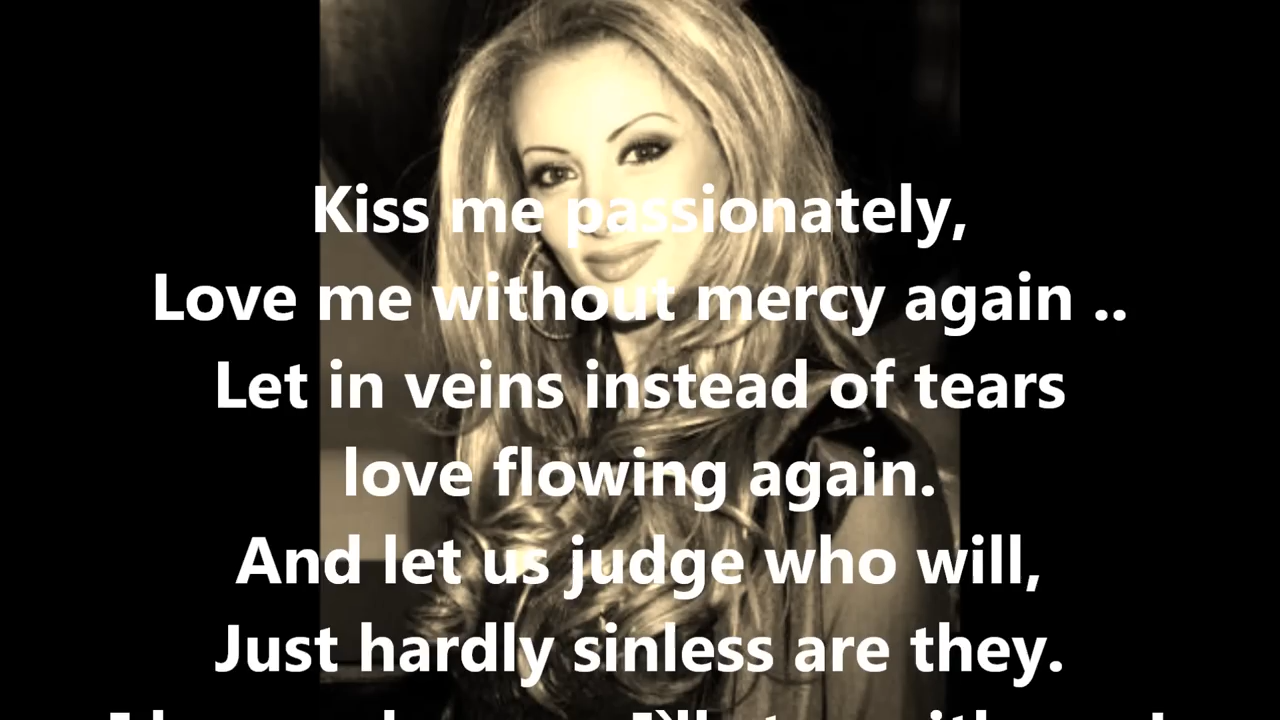 Kiss me passionately,
Love me without mercy again ..
Let in veins instead of tears
love flowing again.
And let us judge who will,
Just hardly sinless are they.